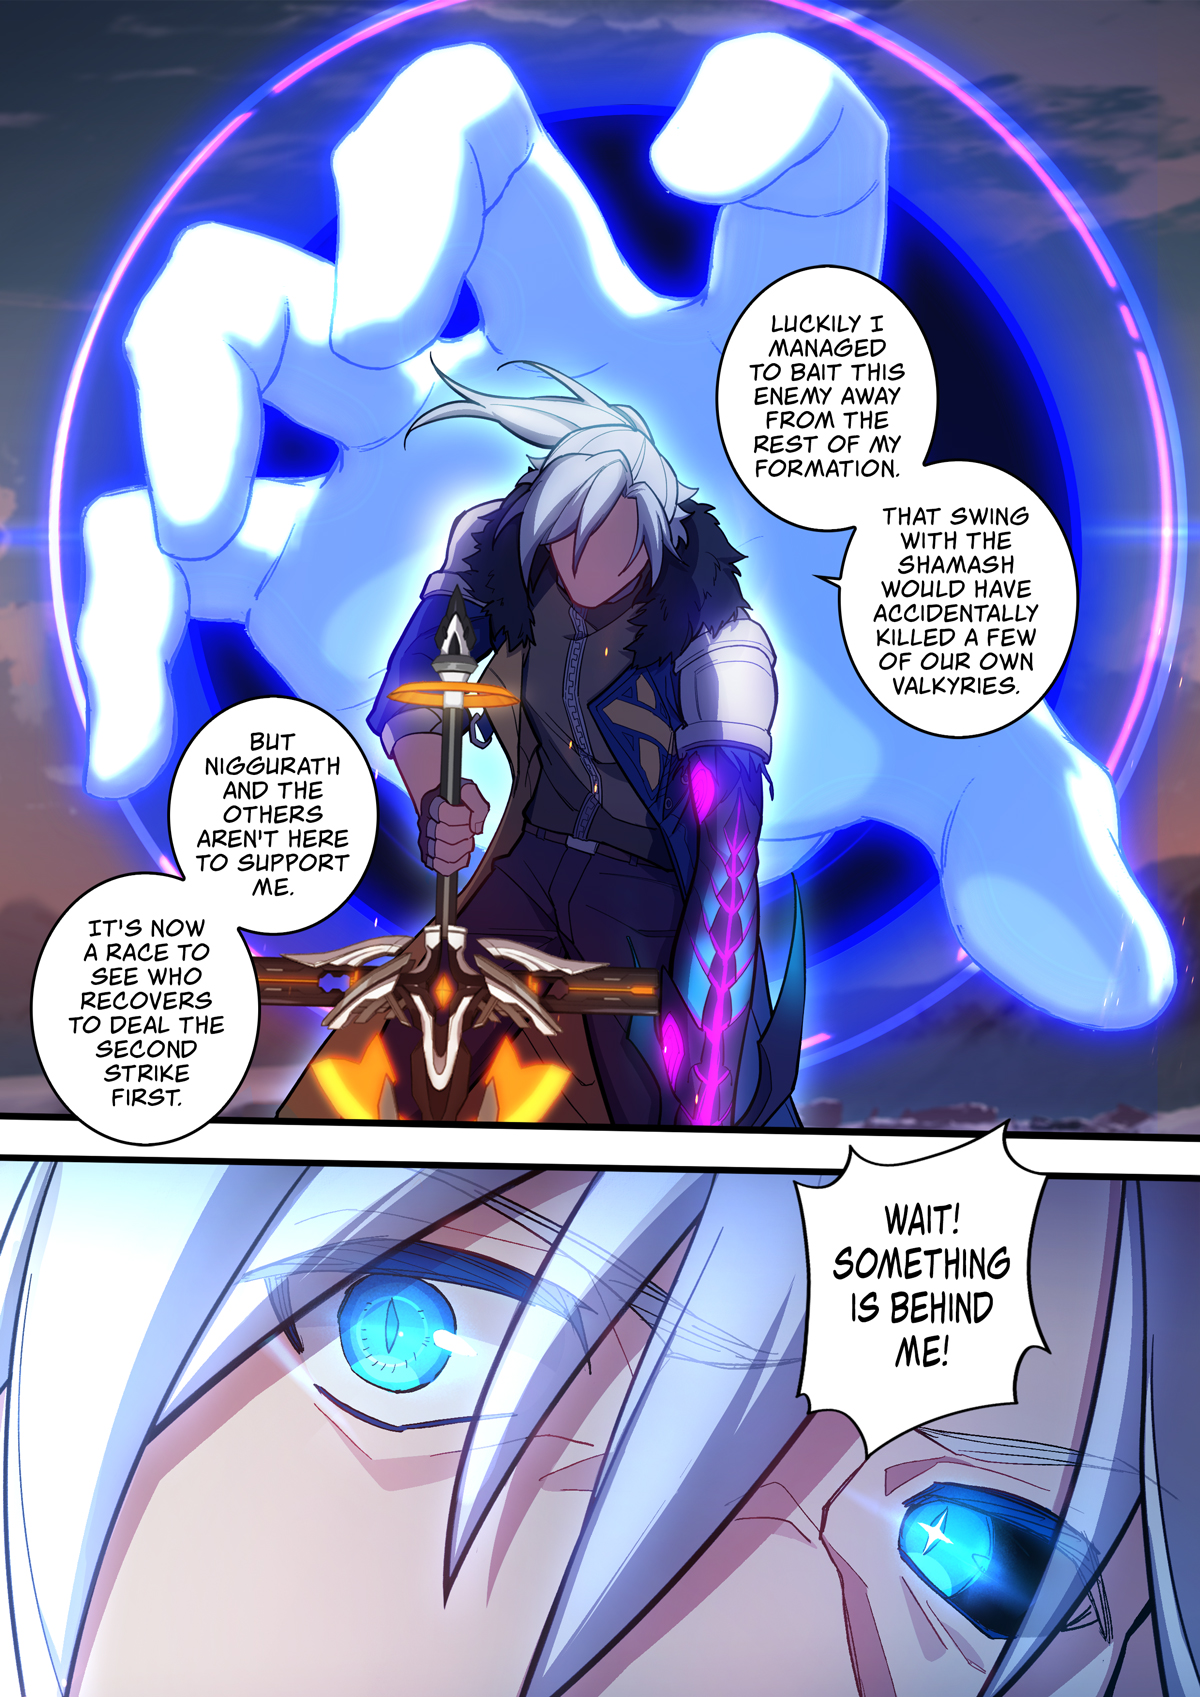 LUCKILY I
MANAGED
TO BAIT THIS
ENEMY AWAY
FROM THE
REST OF MY
FORMATION.
THAT SWING
WITH THE
SHAMASH
WOULD HAVE
ACCIDENTALLY
KILLED A FEW
OF OUR OWN
VALKYRIES.
BUT
NIGGURATH
AND THE
OTHERS
AREN'T HERE
TO SUPPORT
ME.
IT'S NOW
A RACE TO
SEE WHO
RECOVERS
TO DEAL THE
SECOND
STRIKE
FIRST.
WAIT!
SOMETHING
IS BEHIND
ME!